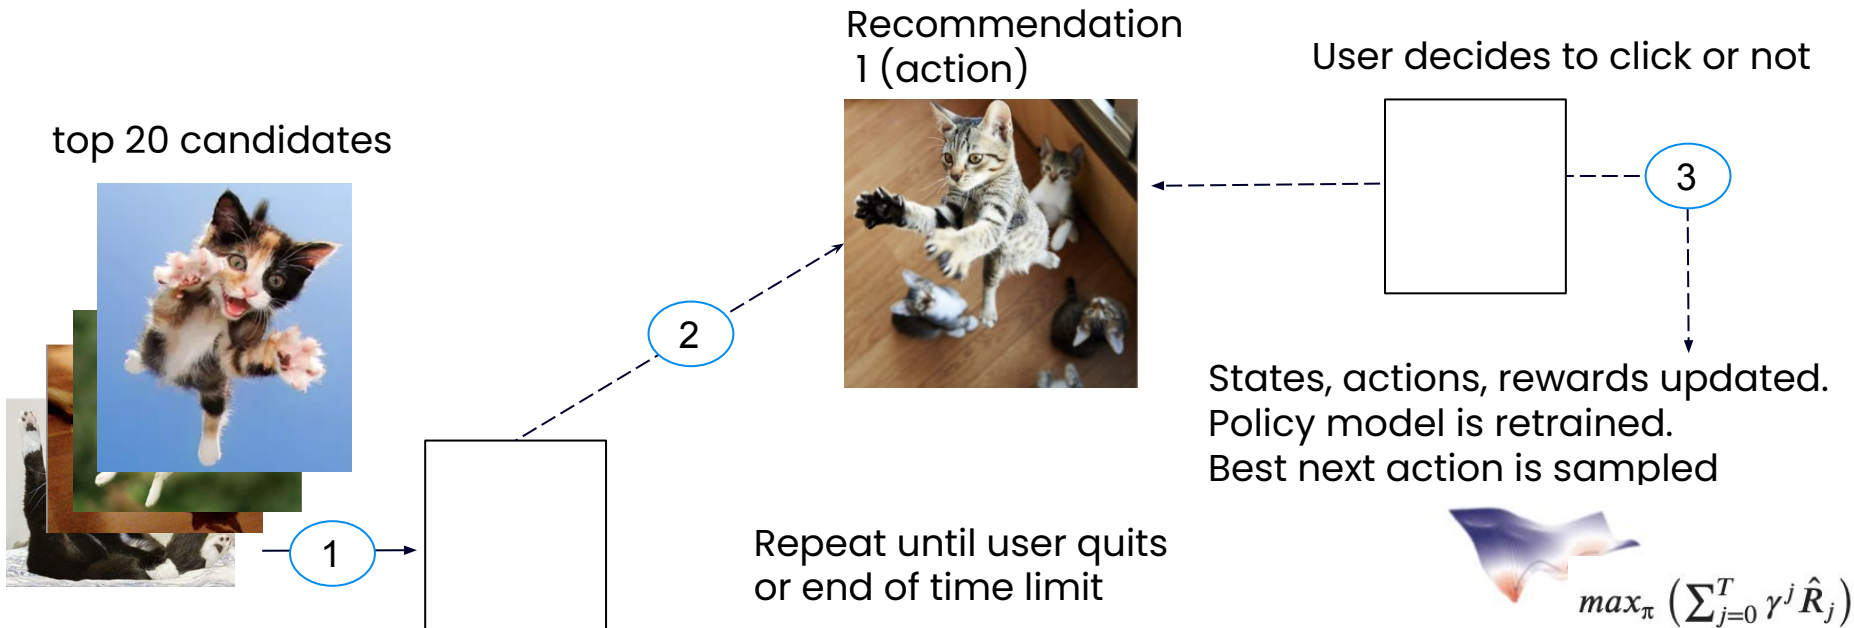 top 20 candidates
1
2
Recommendation
1 (action)
User decides to click or not
3
States, actions, rewards updated.
Policy model is retrained.
Best next action is sampled
Repeat until user quits
or end of time limit
max_π (∑_{j=0}^{T} γ^j R̂_j)